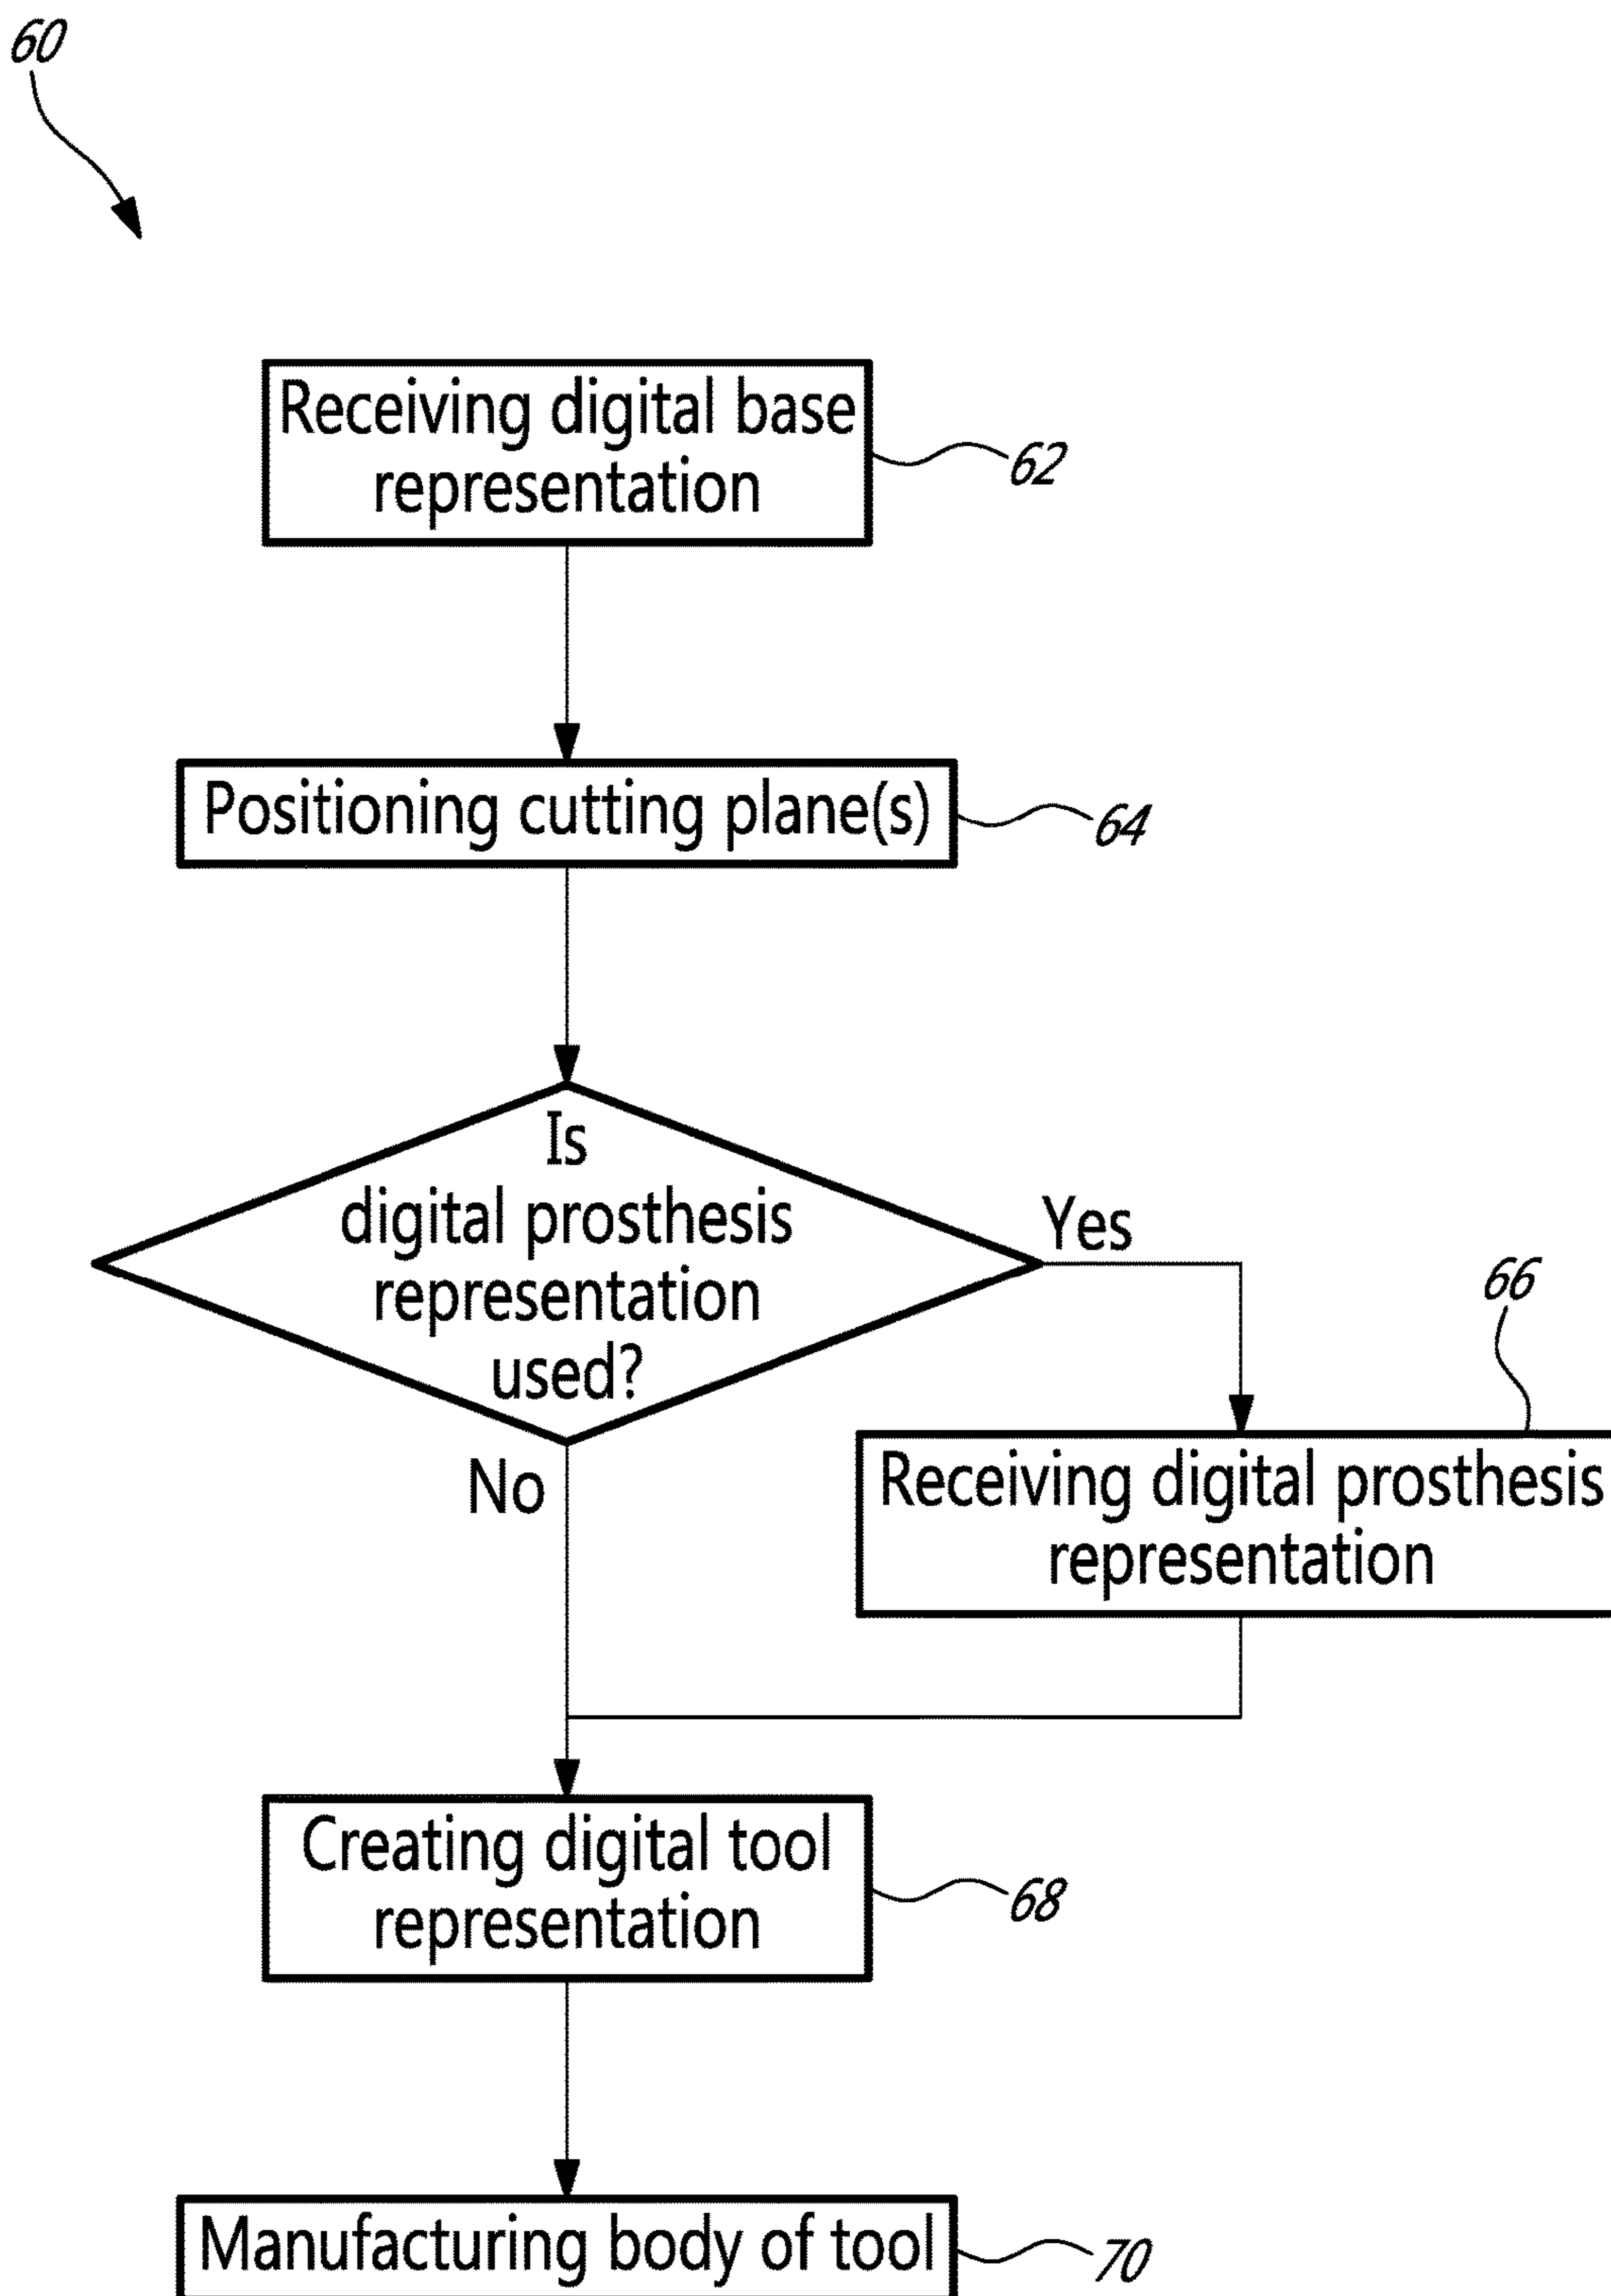 60
Receiving digital base
representation
62
Positioning cutting plane(s)
64
Is
digital prosthesis
representation
used?
Yes
No
66
Receiving digital prosthesis
representation
Creating digital tool
representation
68
Manufacturing body of tool
70